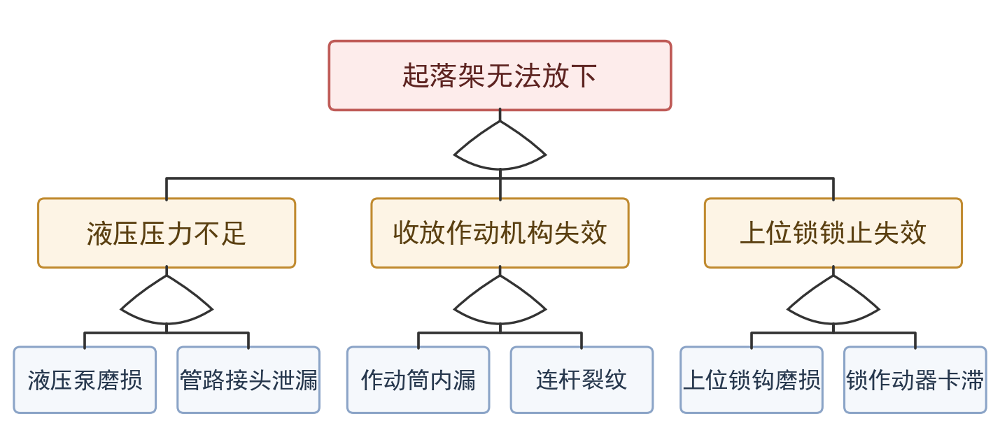 起落架无法放下
液压压力不足
收放作动机构失效
上位锁锁止失效
液压泵磨损
管路接头泄漏
作动筒内漏
连杆裂纹
上位锁钩磨损
锁作动器卡滞